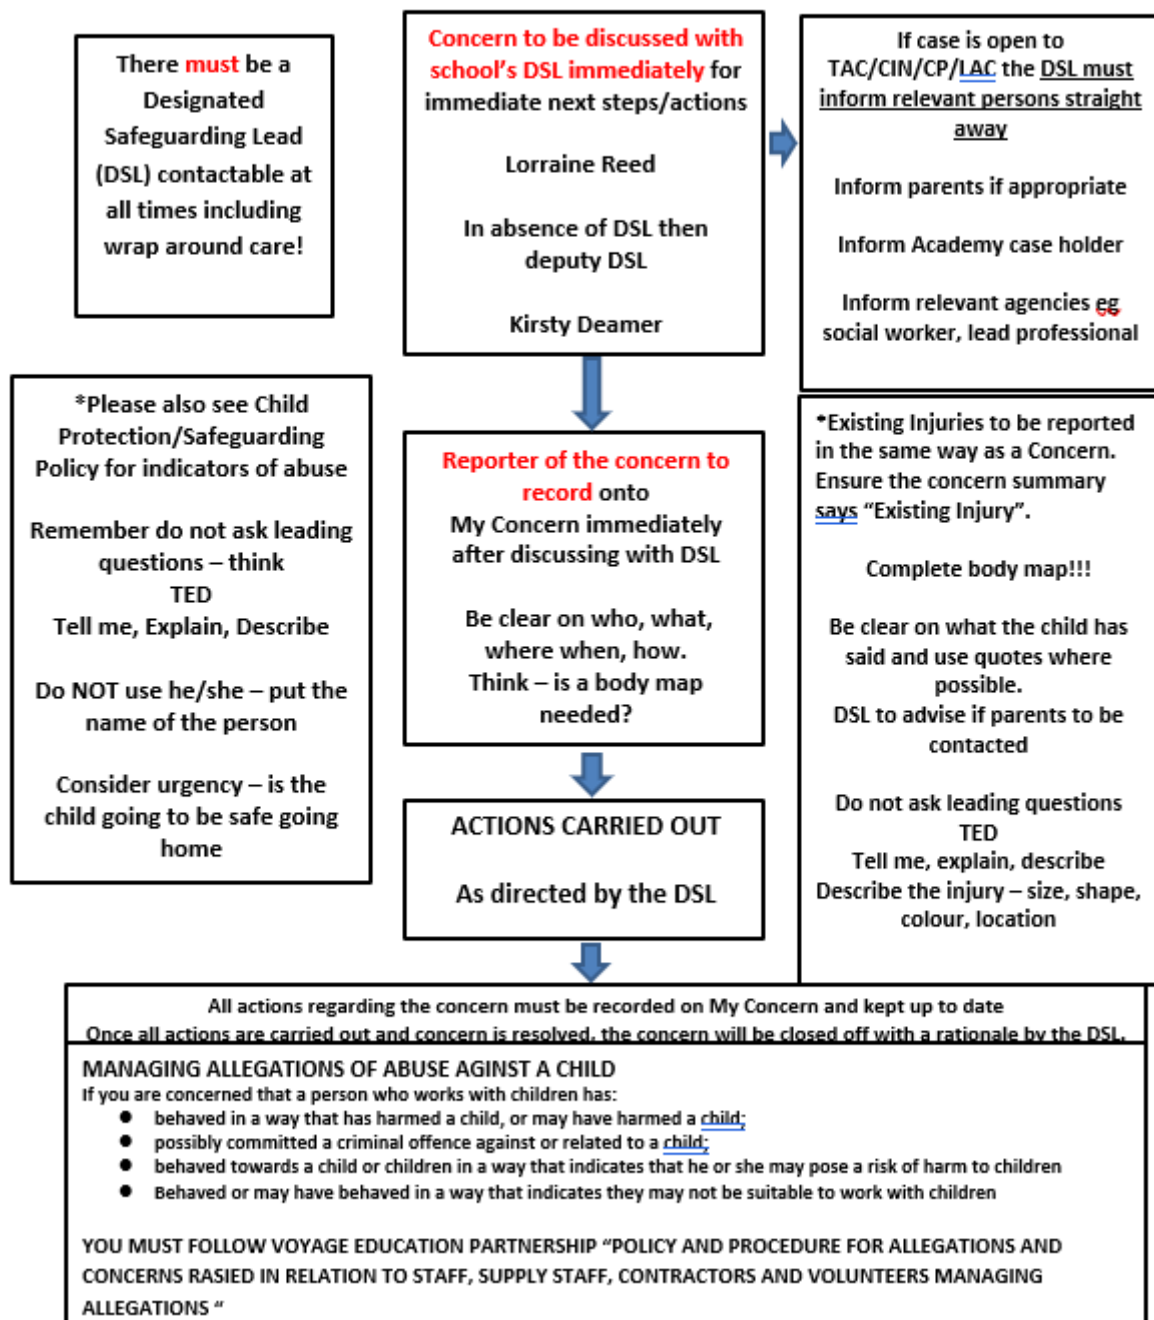 There must be a
Designated
Safeguarding Lead
(DSL) contactable at
all times including
wrap around care!
Concern to be discussed with
school's DSL immediately for
immediate next steps/actions
Lorraine Reed
In absence of DSL then
deputy DSL
Kirsty Deamer
If case is open to
TAC/CIN/CP/LAC the DSL must
inform relevant persons straight
away
Inform parents if appropriate
Inform Academy case holder
Inform relevant agencies eg
social worker, lead professional
*Please also see Child
Protection/Safeguarding
Policy for indicators of abuse
Remember do not ask leading
questions – think
TED
Tell me, Explain, Describe
Do NOT use he/she – put the
name of the person
Consider urgency – is the
child going to be safe going
home
Reporter of the concern to
record onto
My Concern immediately
after discussing with DSL
Be clear on who, what,
where when, how.
Think – is a body map
needed?
*Existing Injuries to be reported
in the same way as a Concern.
Ensure the concern summary
says “Existing Injury”.
Complete body map!!!
Be clear on what the child has
said and use quotes where
possible.
DSL to advise if parents to be
contacted
Do not ask leading questions
TED
Tell me, explain, describe
Describe the injury – size, shape,
colour, location
ACTIONS CARRIED OUT
As directed by the DSL
All actions regarding the concern must be recorded on My Concern and kept up to date
Once all actions are carried out and concern is resolved, the concern will be closed off with a rationale by the DSL.
MANAGING ALLEGATIONS OF ABUSE AGINST A CHILD
If you are concerned that a person who works with children has:
● behaved in a way that has harmed a child, or may have harmed a child;
● possibly committed a criminal offence against or related to a child;
● behaved towards a child or children in a way that indicates that he or she may pose a risk of harm to children
● Behaved or may have behaved in a way that indicates they may not be suitable to work with children
YOU MUST FOLLOW VOYAGE EDUCATION PARTNERSHIP “POLICY AND PROCEDURE FOR ALLEGATIONS AND
CONCERNS RASIED IN RELATION TO STAFF, SUPPLY STAFF, CONTRACTORS AND VOLUNTEERS MANAGING
ALLEGATIONS “